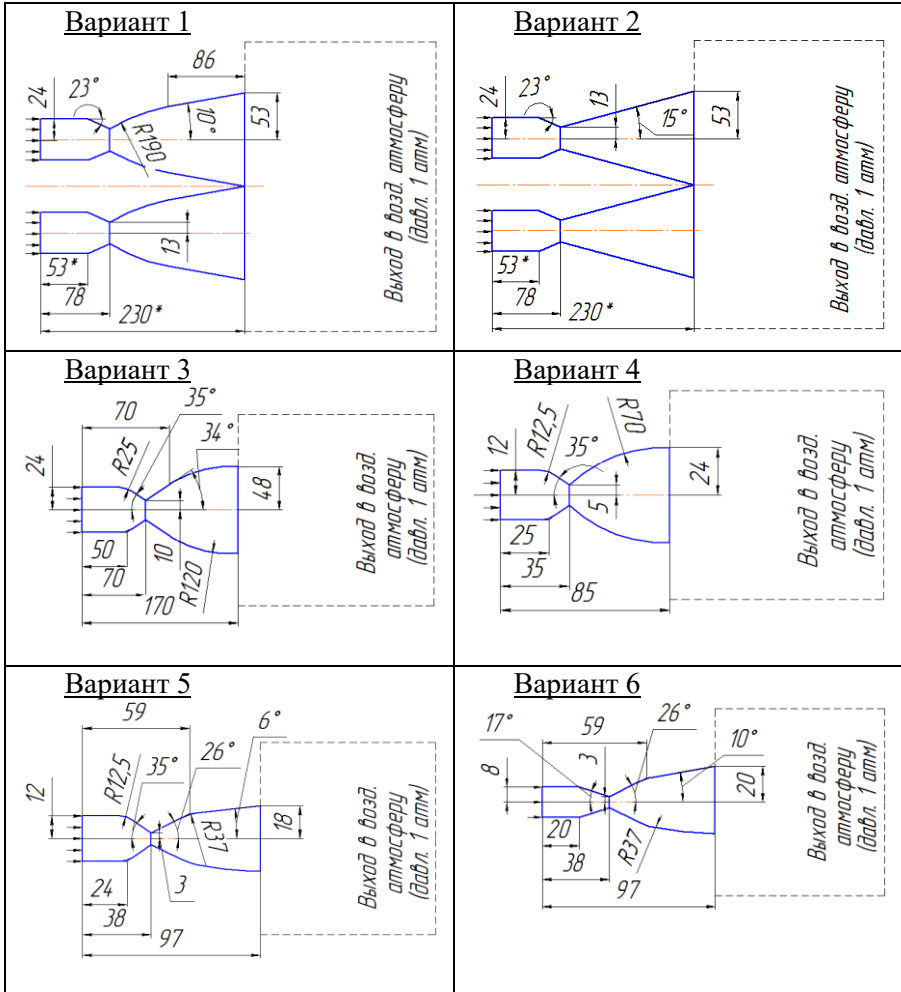 Вариант 1
86
23°
24
10°
53
R190
13
53*
78
230*
Выход в возд. атмосферу
(давл. 1 атм)
Вариант 2
24
23°
13
15°
53
53*
78
230*
Выход в возд. атмосферу
(давл. 1 атм)
Вариант 3
70
35°
34°
24
R25
48
50
70
10
R120
170
Выход в возд.
атмосферу
(давл. 1 атм)
Вариант 4
12
R12,5
35°
R70
24
5
25
35
85
Выход в возд.
атмосферу
(давл. 1 атм)
Вариант 5
59
6°
12
R12,5
35°
26°
18
R37
3
24
38
97
Выход в возд.
атмосферу
(давл. 1 атм)
Вариант 6
17°
59
26°
3
10°
8
20
20
R37
38
97
Выход в возд.
атмосферу
(давл. 1 атм)